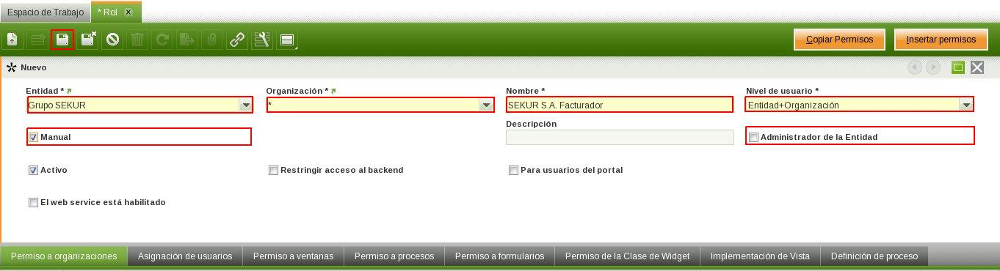 Espacio de Trabajo * Rol
Copiar Permisos Insertar permisos
Nuevo
Entidad * Organización * Nombre * Nivel de usuario *
Grupo SEKUR * SEKUR S.A. Facturador Entidad+Organización
Descripción
Manual Administrador de la Entidad
Activo Restringir acceso al backend Para usuarios del portal
El web service está habilitado
Permiso a organizaciones Asignación de usuarios Permiso a ventanas Permiso a procesos Permiso a formularios Permiso de la Clase de Widget Implementación de Vista Definición de proceso